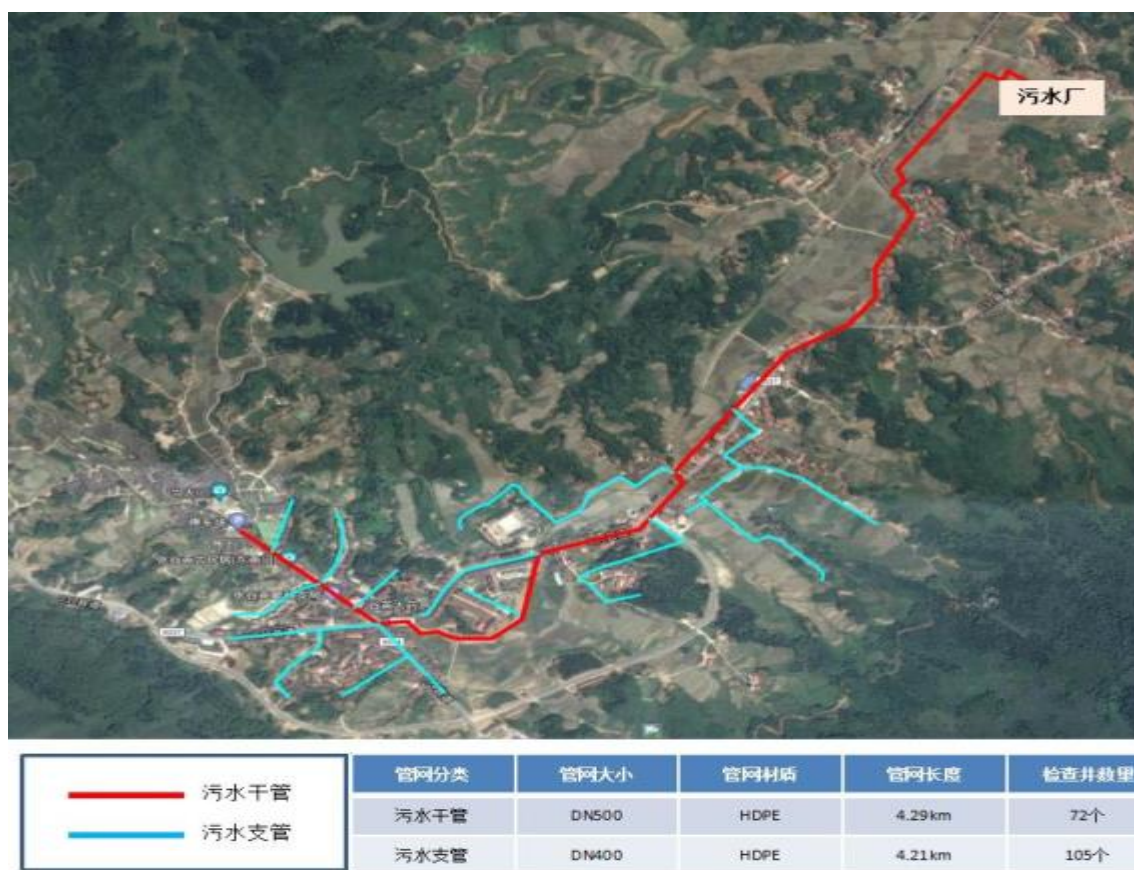 污水厂
污水干管
污水支管
管网分类 管网大小 管网材质 管网长度 检查井数里
污水干管 DN500 HDPE 4.29km 72个
污水支管 DN400 HDPE 4.21km 105个